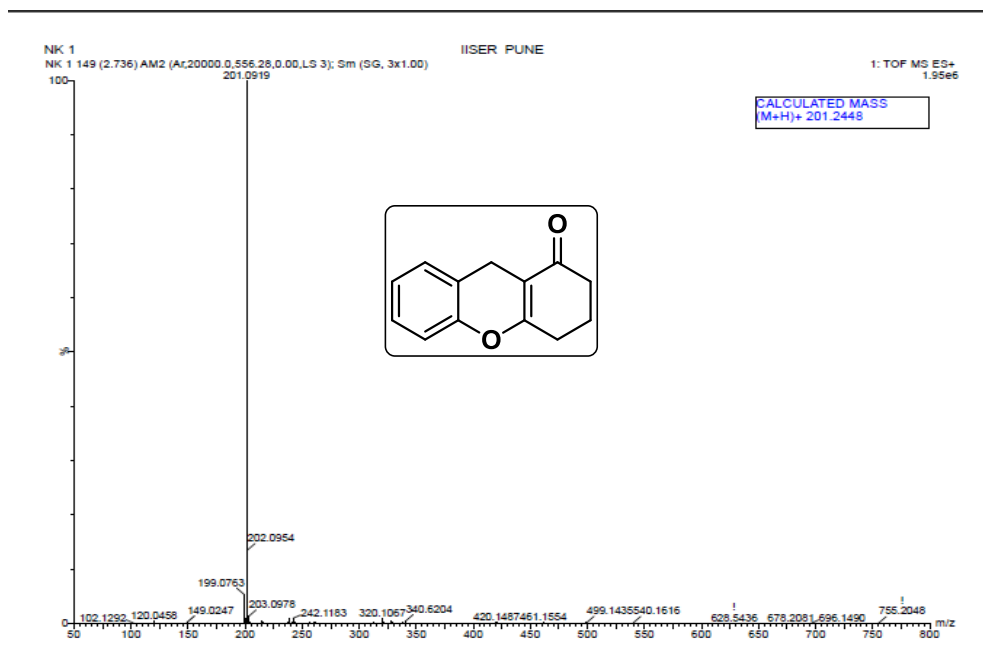 NK 1
IISER PUNE
NK 1 149 (2.736) AM2 (Ar,20000.0,556.28,0.00,LS 3); Sm (SG, 3x1.00)
1: TOF MS ES+
1.95e6
201.0919
100
CALCULATED MASS
(M+H)+ 201.2448
O
O
%
202.0954
199.0763
203.0978
102.1292 120.0458 149.0247 242.1183 320.1067 340.6204 420.1487 461.1554 499.1435 540.1616 ! 628.5436 678.2081 696.1490 ! 755.2048
0
m/z
50 100 150 200 250 300 350 400 450 500 550 600 650 700 750 800